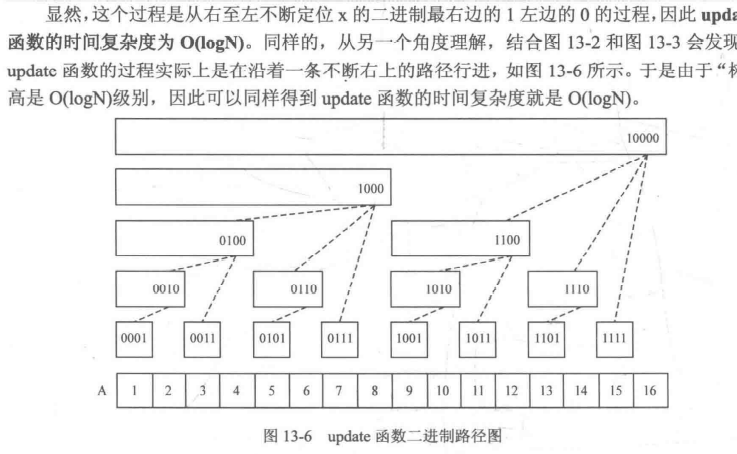 显然,这个过程是从右至左不断定位 x 的二进制最右边的 1 左边的 0 的过程,因此 upda
函数的时间复杂度为 O(logN)。同样的，从另一个角度理解，结合图 13-2 和图 13-3 会发现
update 函数的过程实际上是在沿着一条不断右上的路径行进，如图 13-6 所示。于是由于“树
高是 O(logN)级别，因此可以同样得到 update 函数的时间复杂度就是 O(logN)。
10000
1000
0100 1100
0010 0110 1010 1110
0001 0011 0101 0111 1001 1011 1101 1111
A 1 2 3 4 5 6 7 8 9 10 11 12 13 14 15 16
图 13-6 update 函数二进制路径图